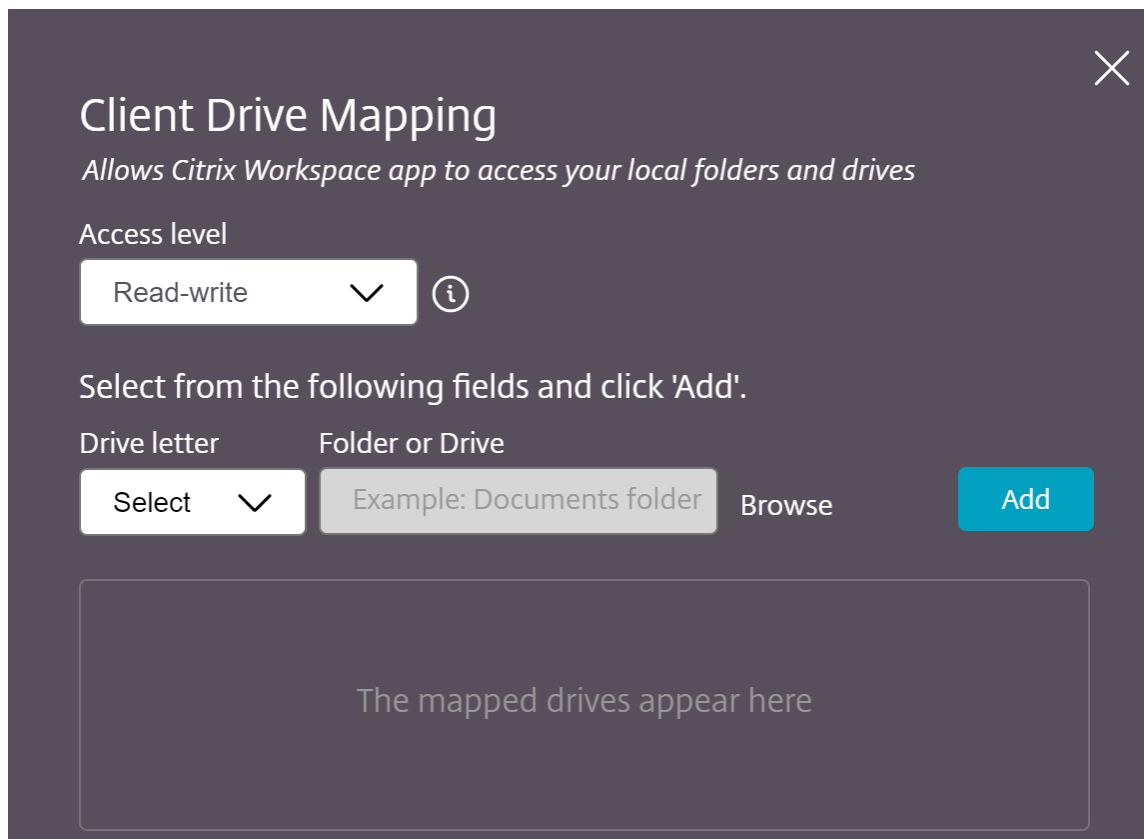 Client Drive Mapping
Allows Citrix Workspace app to access your local folders and drives
Access level
Read-write
Select from the following fields and click 'Add'.
Drive letter Folder or Drive
Select Example: Documents folder Browse Add
The mapped drives appear here